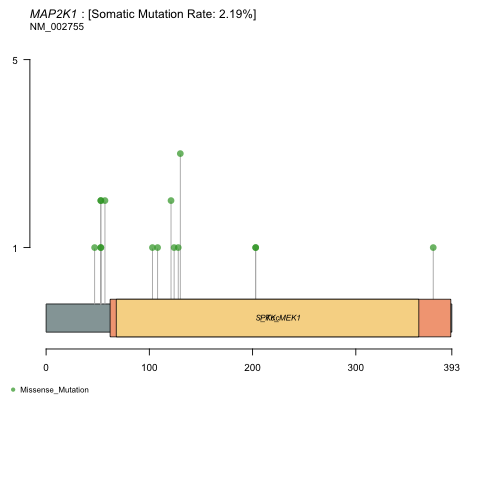 MAP2K1 : [Somatic Mutation Rate: 2.19%]
NM_002755
5
1
0 100 200 300 393
Missense_Mutation